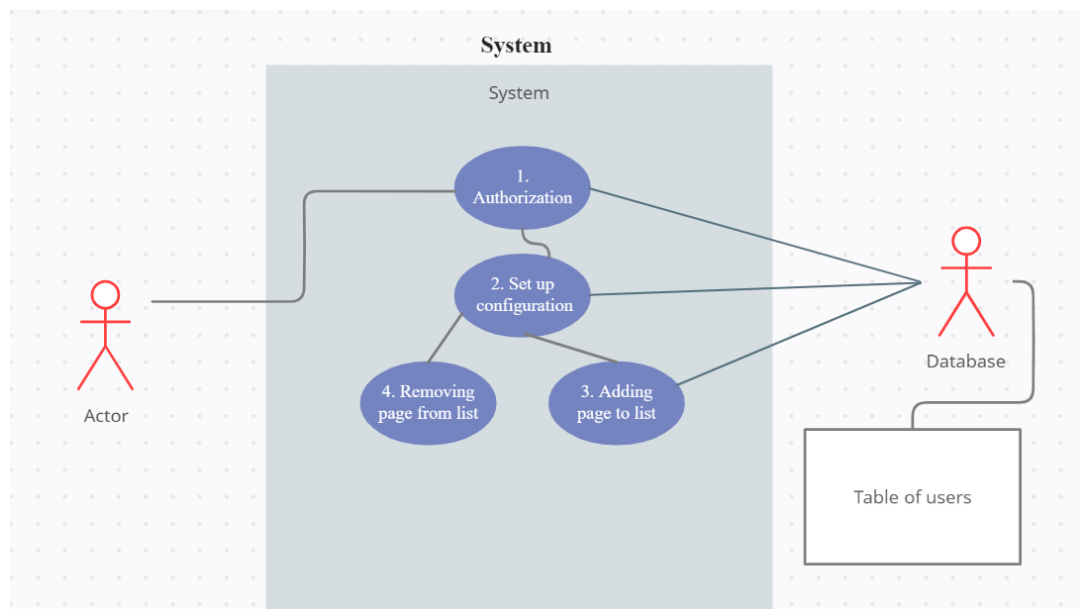 System
System
1.
Authorization
2. Set up
configuration
4. Removing
page from list
3. Adding
page to list
Actor
Database
Table of users